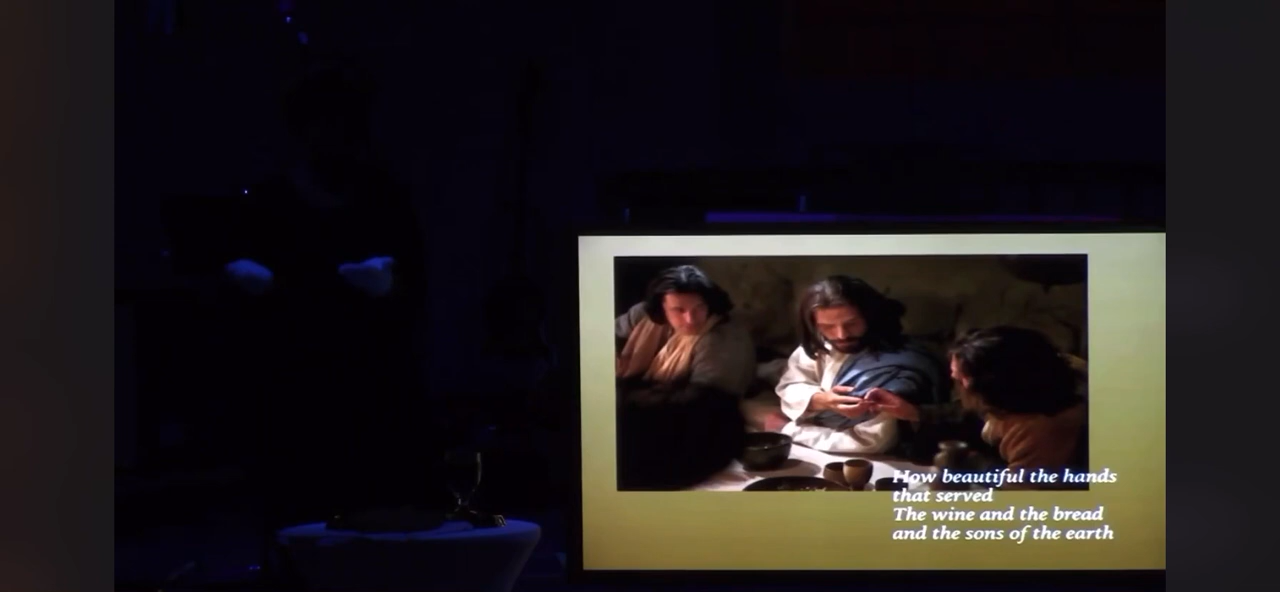 How beautiful the hands
that served
The wine and the bread
and the sons of the earth